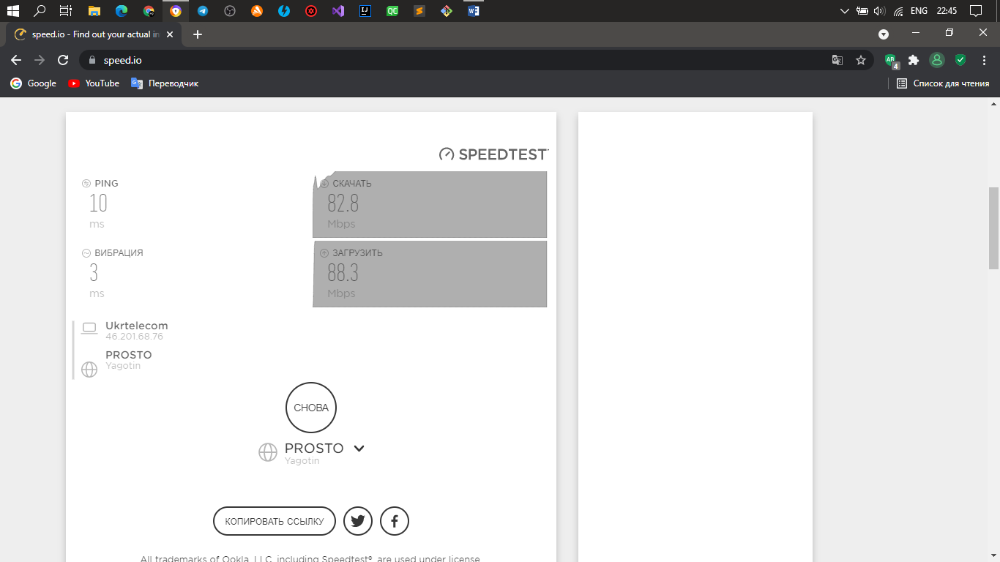 ENG
22:45
speed.io - Find out your actual in
speed.io
4
Google
YouTube
Переводчик
Список для чтения
SPEEDTEST
PING
10
ms
СКАЧАТЬ
82.8
Mbps
ВИБРАЦИЯ
3
ms
ЗАГРУЗИТЬ
88.3
Mbps
Ukrtelecom
46.201.68.76
PROSTO
Yagotin
СНОВА
PROSTO
Yagotin
КОПИРОВАТЬ ССЫЛКУ
All trademarks of Ookla, LLC, including Speedtest®, are used under license